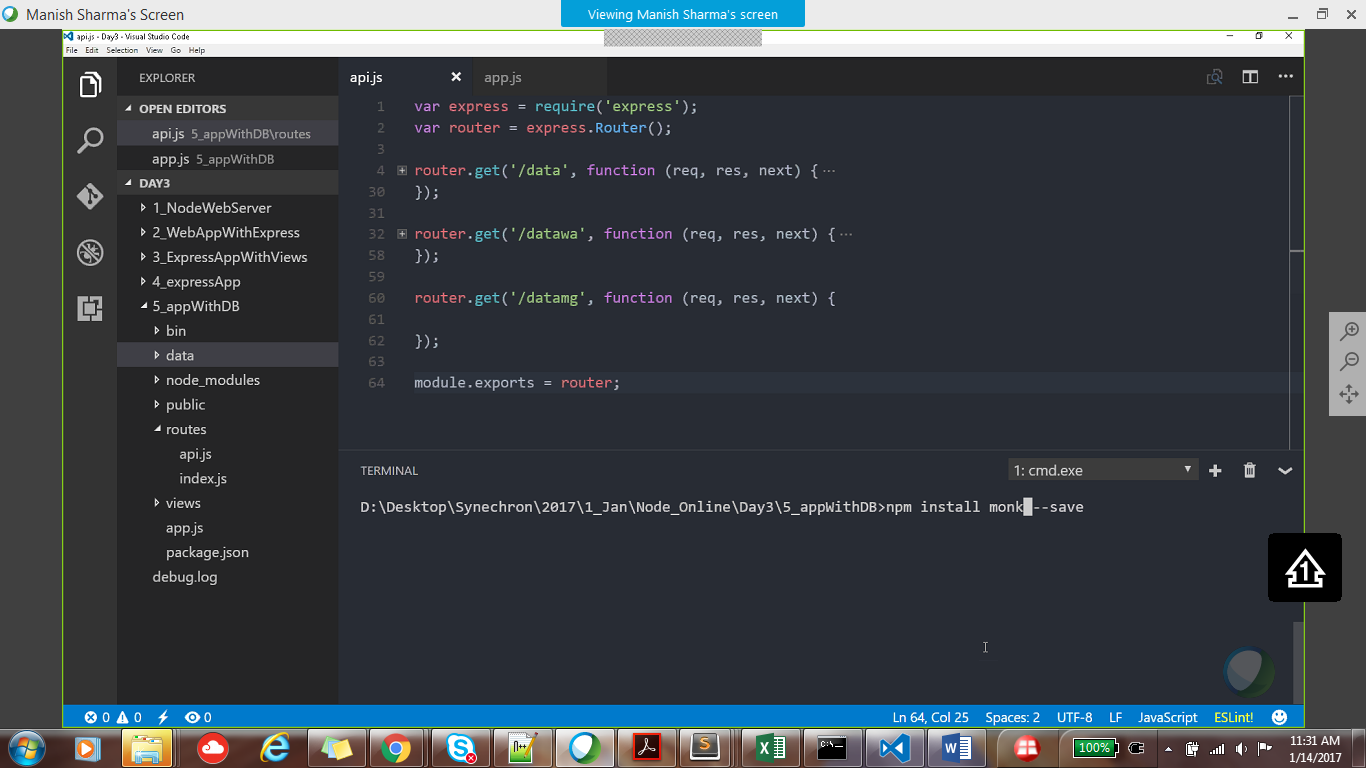 Manish Sharma's Screen
Viewing Manish Sharma's screen
api.js - Day3 - Visual Studio Code
File Edit Selection View Go Help
EXPLORER
OPEN EDITORS
api.js 5_appWithDB\routes
app.js 5_appWithDB
DAY3
1_NodeWebServer
2_WebAppWithExpress
3_ExpressAppWithViews
4_expressApp
5_appWithDB
bin
data
node_modules
public
routes
api.js
index.js
views
app.js
package.json
debug.log
api.js app.js
1 var express = require('express');
2 var router = express.Router();
3
4 router.get('/data', function (req, res, next) { ···
30 });
31
32 router.get('/datawa', function (req, res, next) { ···
58 });
59
60 router.get('/datamg', function (req, res, next) {
61
62 });
63
64 module.exports = router;
TERMINAL
1: cmd.exe
D:\Desktop\Synechron\2017\1_Jan\Node_Online\Day3\5_appWithDB>npm install monk --save
1
0 0 0
Ln 64, Col 25 Spaces: 2 UTF-8 LF JavaScript ESLint!
100%
11:31 AM
1/14/2017